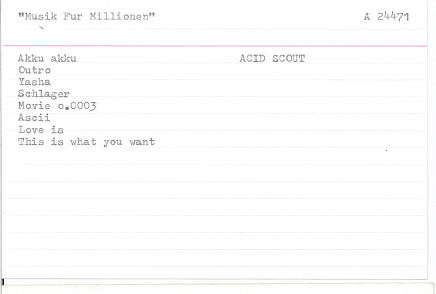 "Musik Fur Millionen" A 24471
Akku akku ACID SCOUT
Outro
Yasha
Schlager
Movie o.0003
Ascii
Love is
This is what you want